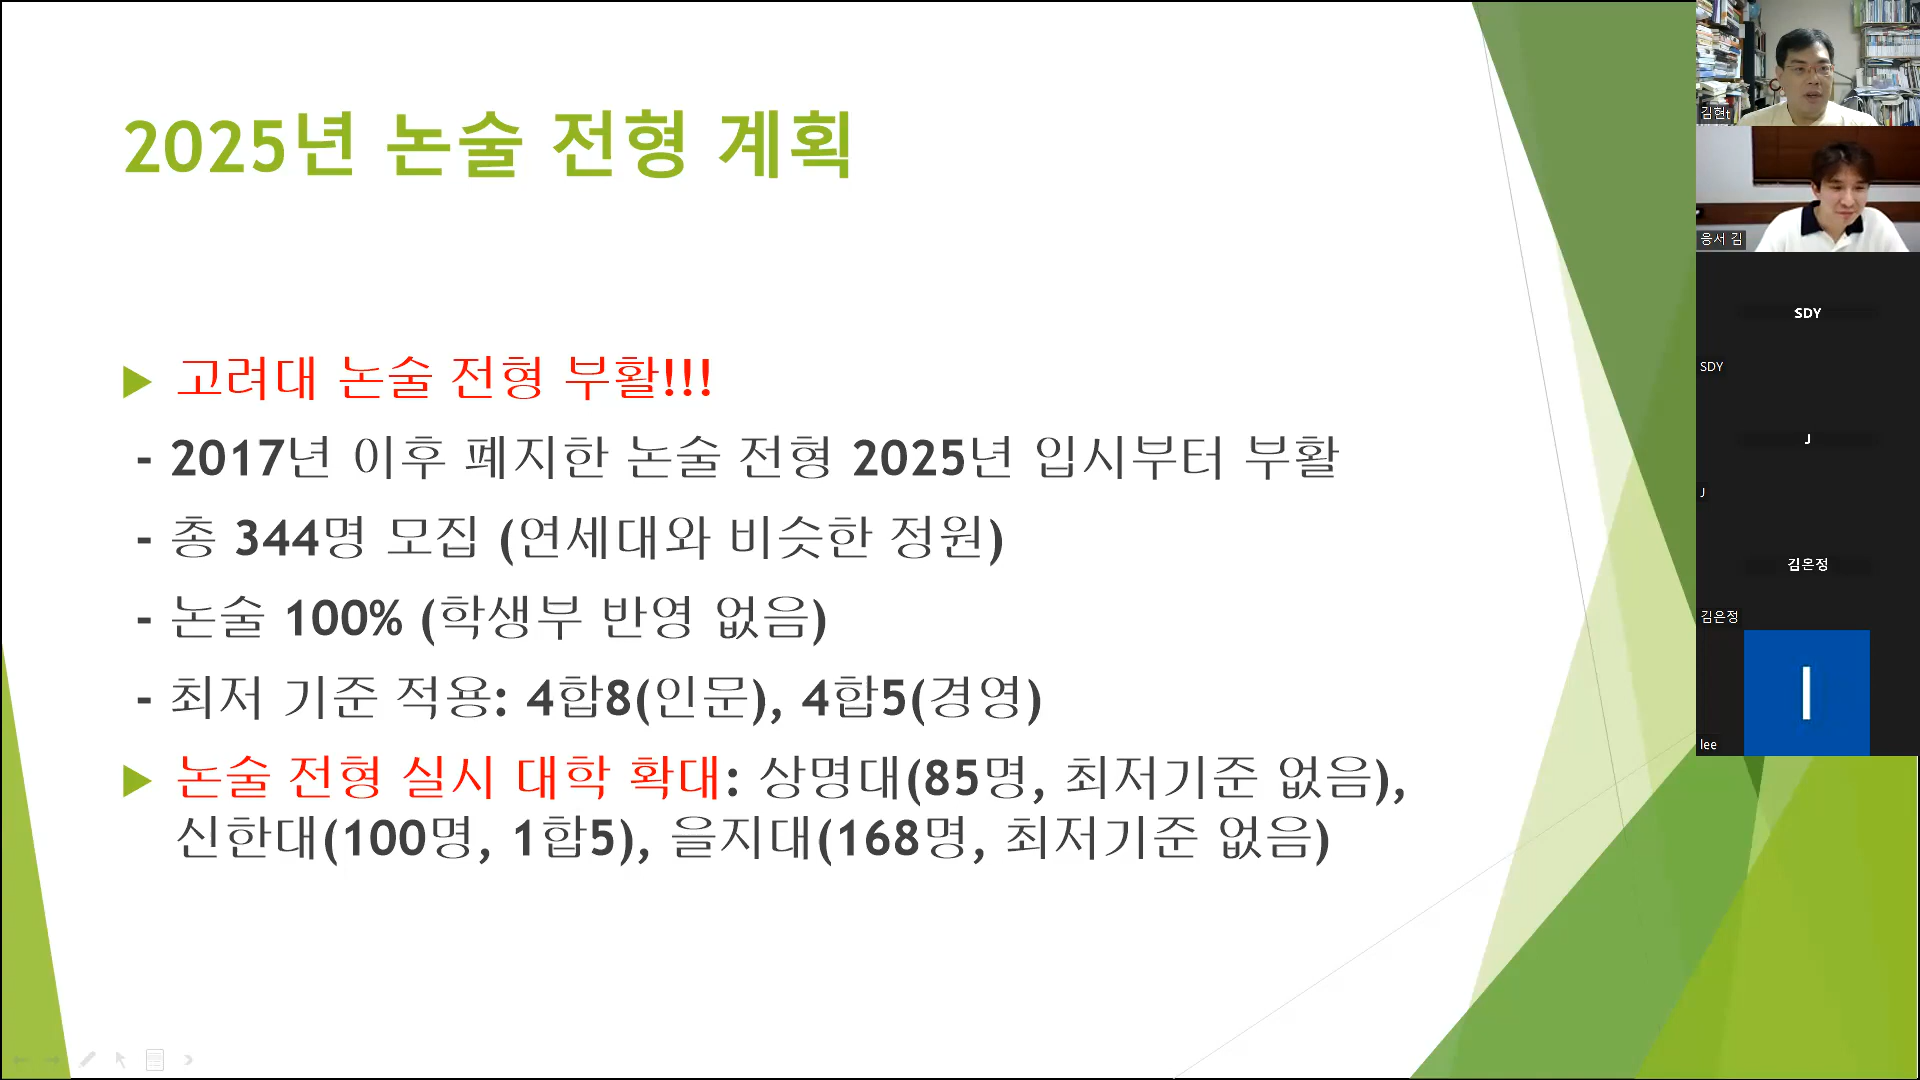 2025년 논술 전형 계획
고려대 논술 전형 부활!!!
- 2017년 이후 폐지한 논술 전형 2025년 입시부터 부활
- 총 344명 모집 (연세대와 비슷한 정원)
- 논술 100% (학생부 반영 없음)
- 최저 기준 적용: 4합8(인문), 4합5(경영)
논술 전형 실시 대학 확대: 상명대(85명, 최저기준 없음),
신한대(100명, 1합5), 을지대(168명, 최저기준 없음)
김현t
웅서 김
SDY
SDY
J
J
김은정
김은정
l
lee